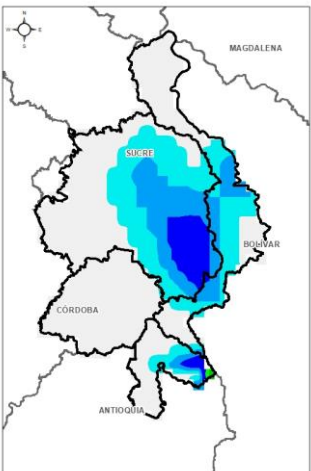 N
W E
S
MAGDALENA
SUCRE
BOLÍVAR
CÓRDOBA
ANTIOQUIA